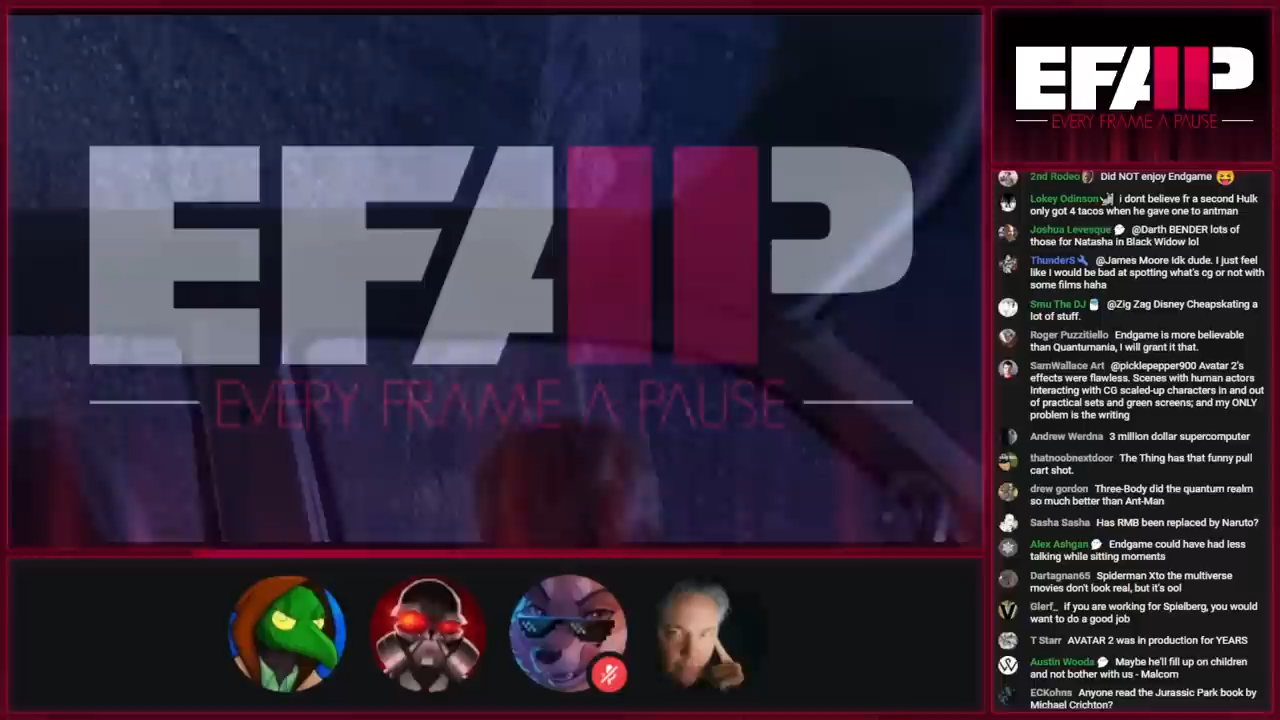 EFAP
EVERY FRAME A PAUSE
EFAP
EVERY FRAME A PAUSE
2nd Rodeo Did NOT enjoy Endgame
Lokey Odinson i dont believe fr a second Hulk
only got 4 tacos when he gave one to antman
Joshua Levesque @Darth BENDER lots of
those for Natasha in Black Widow lol
ThunderS @James Moore Idk dude. I just feel
like I would be bad at spotting what's cg or not with
some films haha
Smu The DJ @Zig Zag Disney Cheapskating a
lot of stuff.
Roger Puzzitiello Endgame is more believable
than Quantumania, I will grant it that.
SamWallace Art @picklepepper900 Avatar 2's
effects were flawless. Scenes with human actors
Interacting with CG scaled-up characters in and out
of practical sets and green screens; and my ONLY
problem is the writing
Andrew Werdna 3 million dollar supercomputer
thatnoobnextdoor The Thing has that funny pull
cart shot.
drew gordon Three-Body did the quantum realm
so much better than Ant-Man
Sasha Sasha Has RMB been replaced by Naruto?
Alex Ashgan Endgame could have had less
talking while sitting moments
Dartagnan65 Spiderman Xto the multiverse
movies don't look real, but it's ool
Glerf_ if you are working for Spielberg, you would
want to do a good job
T Starr AVATAR 2 was in production for YEARS
Austin Wooda Maybe he'll fill up on children
and not bother with us - Malcom
ECKohns Anyone read the Jurassic Park book by
Michael Crichton?